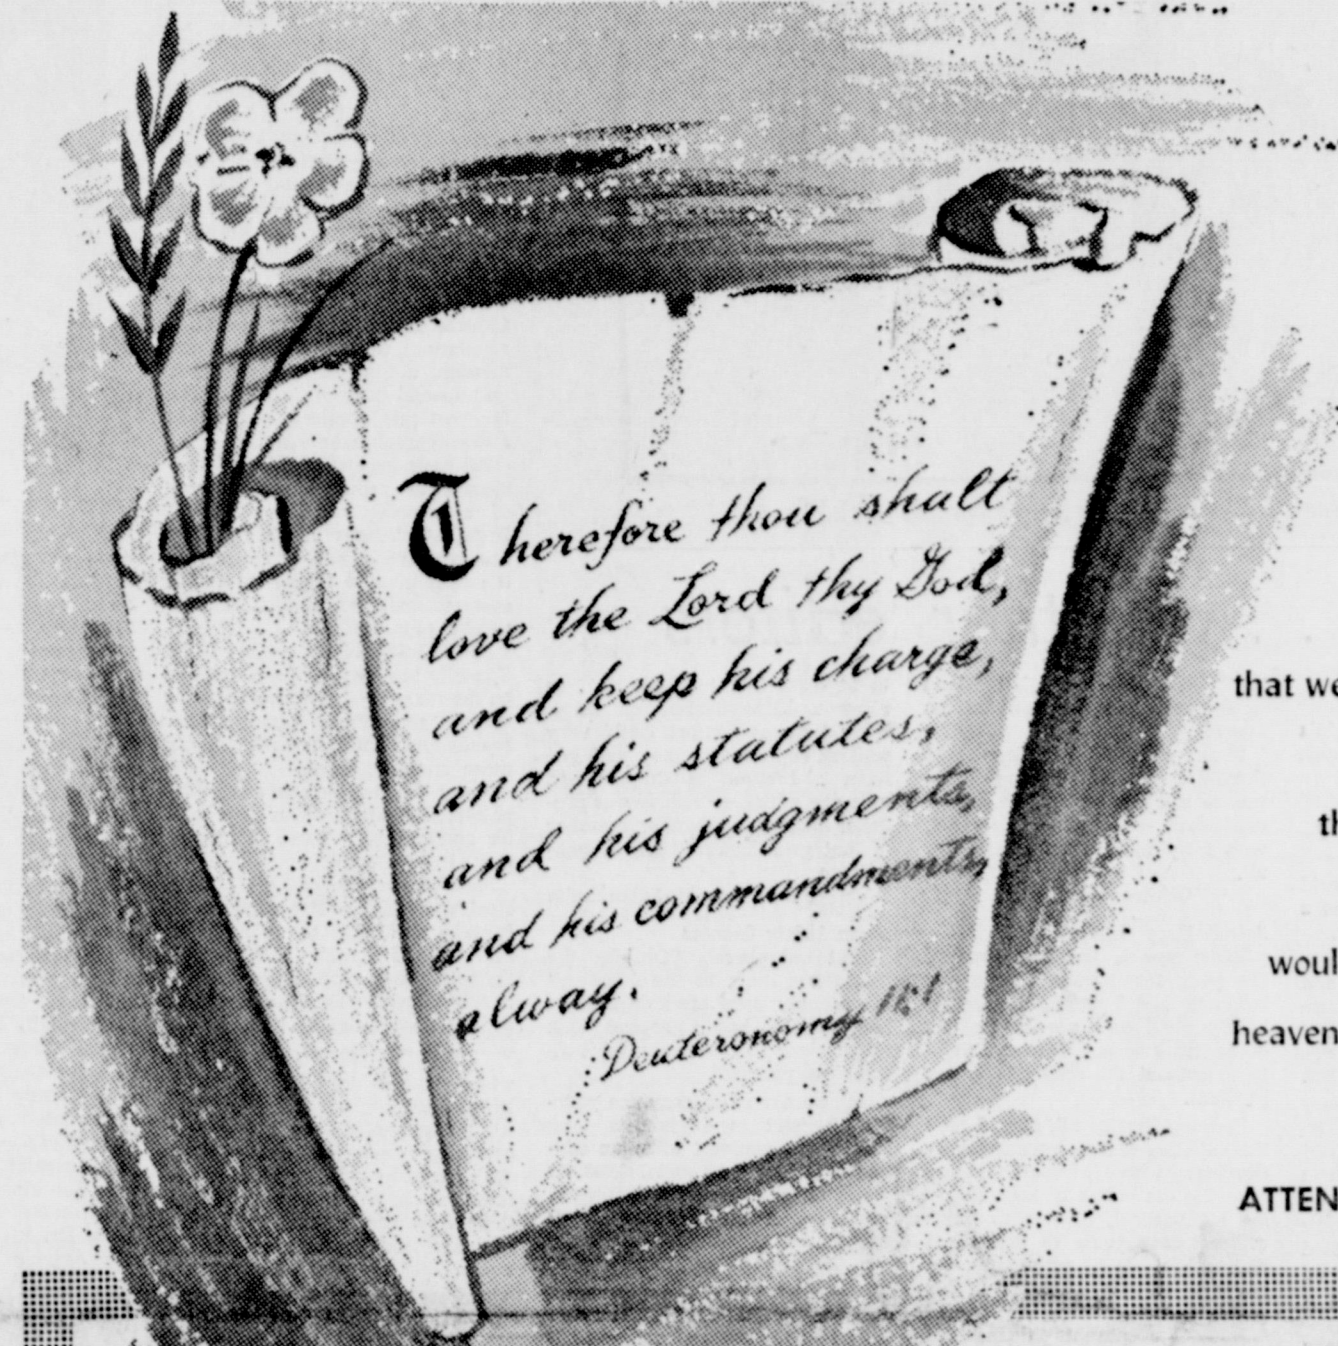 Therefore thou shalt
love the Lord thy God,
and keep his charge,
and his statutes,
and his judgments,
and his commandments,
alway.
Deuteronomy 11:1
that we
th
woul
heaven
ATTEN